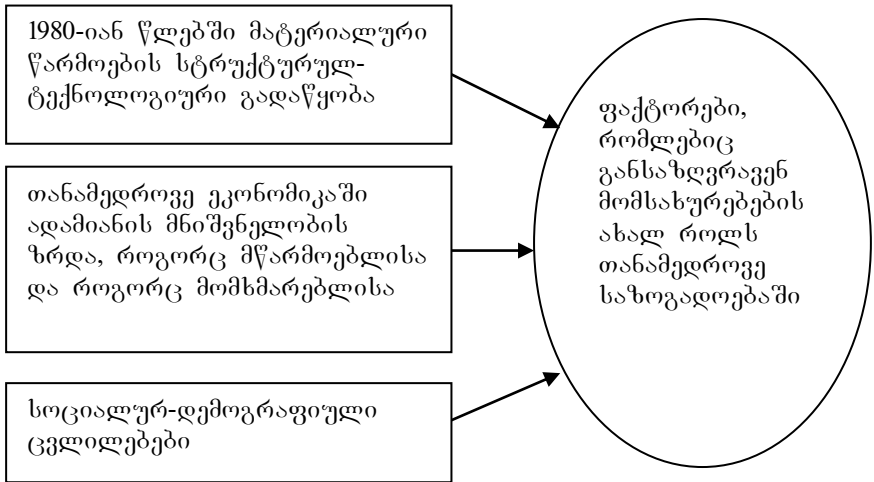 1980-იან წლებში მატერიალური
წარმოების სტრუქტურულ-
ტექნოლოგიური გადაწყობა
თანამედროვე ეკონომიკაში
ადამიანის მნიშვნელობის
ზრდა, როგორც მწარმოებლისა
და როგორც მომხმარებლისა
სოციალურ-დემოგრაფიული
ცვლილებები
ფაქტორები,
რომლებიც
განსაზღვრავენ
მომსახურებების
ახალ როლს
თანამედროვე
საზოგადოებაში